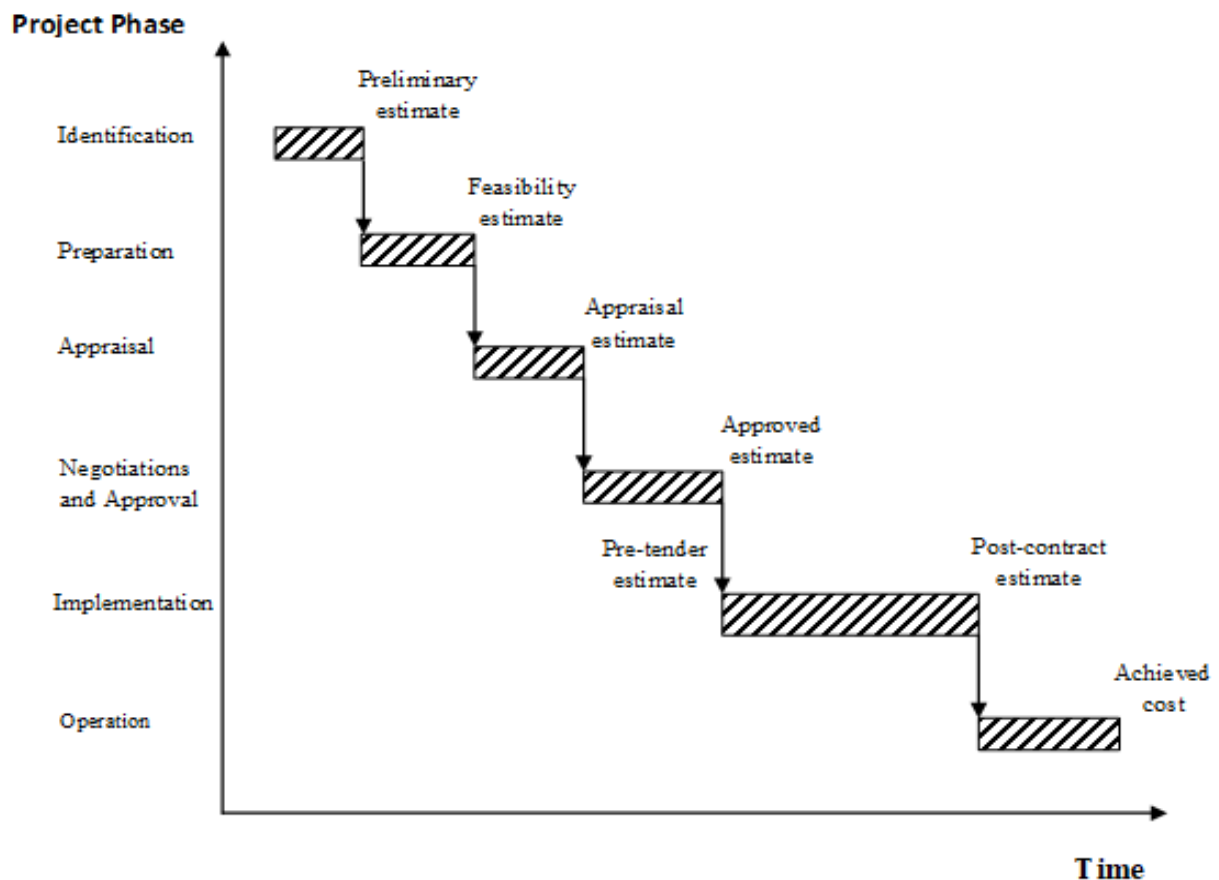 Project Phase
Preliminary
estimate
Identification
Feasibility
estimate
Preparation
Appraisal
estimate
Appraisal
Approved
estimate
Negotiations
and Approval
Pre-tender
estimate
Post-contract
estimate
Implementation
Achieved
cost
Operation
Time